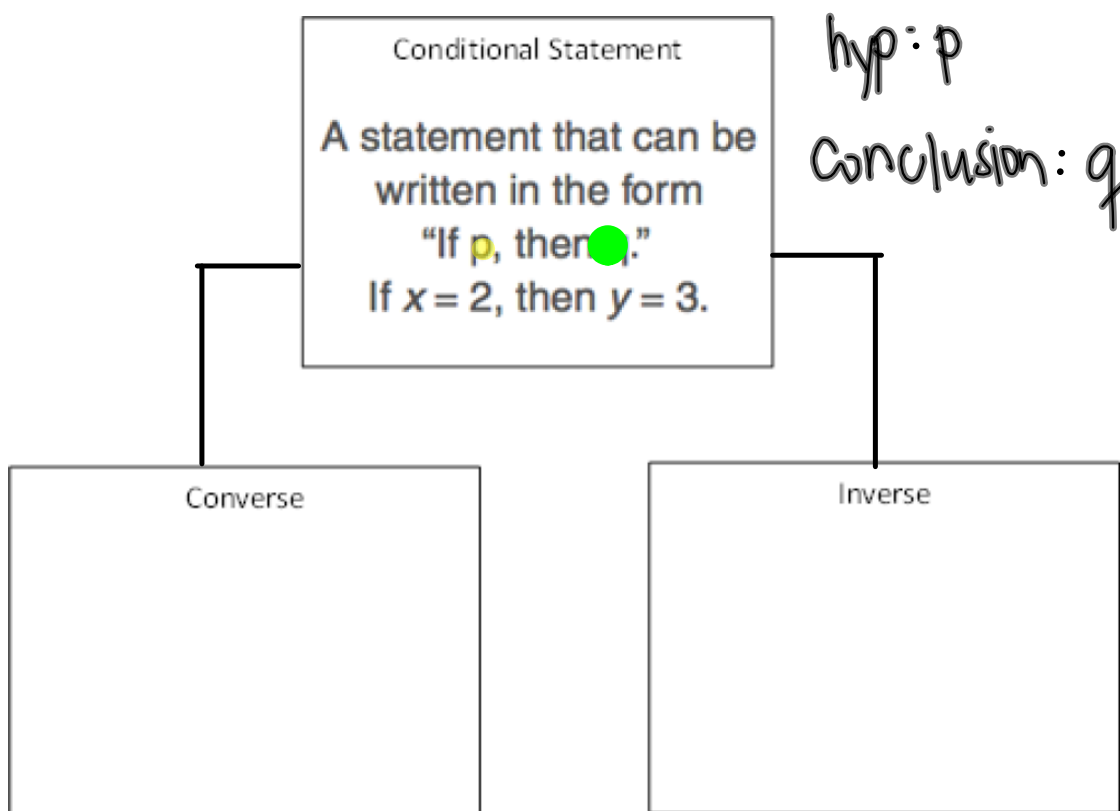 Conditional Statement
A statement that can be
written in the form
“If p, then q.”
If x = 2, then y = 3.
hyp: p
conclusion: q
Converse
Inverse